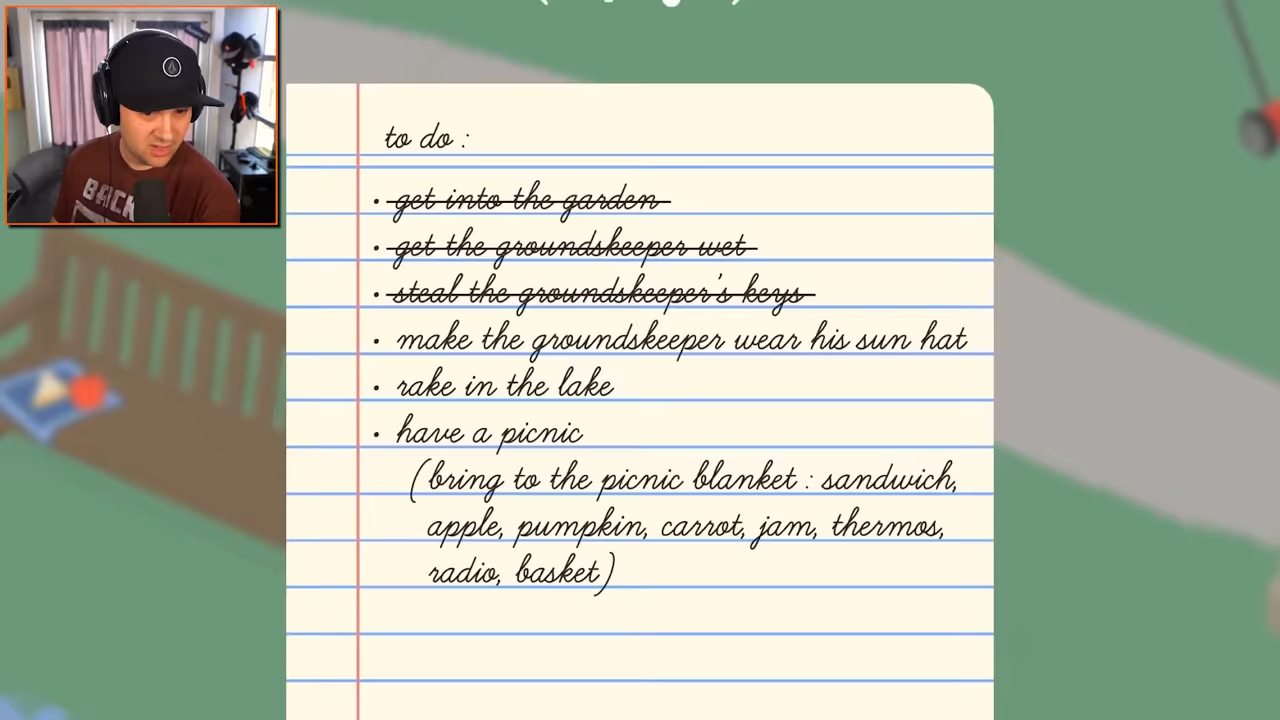 to do :
• get into the garden
• get the groundskeeper wet
• steal the groundskeeper's keys
• make the groundskeeper wear his sun hat
• rake in the lake
• have a picnic
(bring to the picnic blanket : sandwich,
apple, pumpkin, carrot, jam, thermos,
radio, basket)